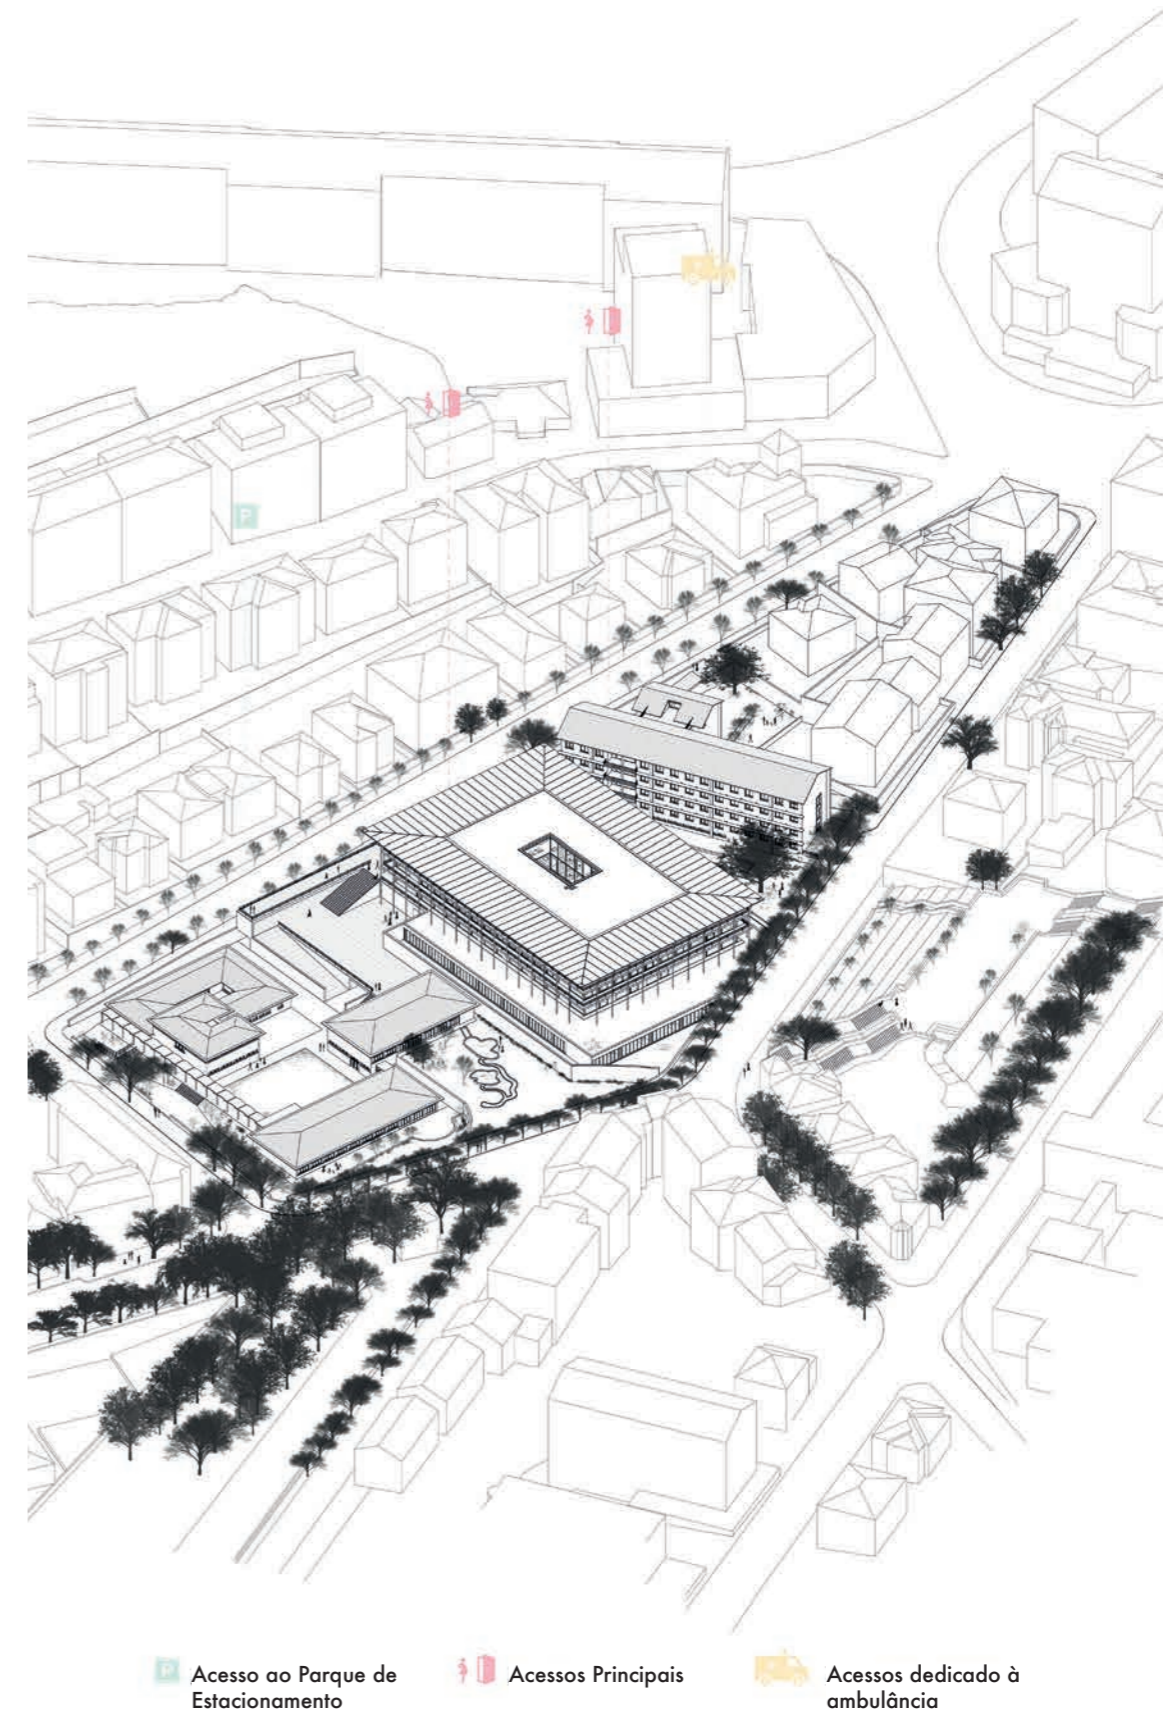 P
P
Acesso ao Parque de
Estacionamento
Acessos Principais
Acessos dedicado à
ambulância